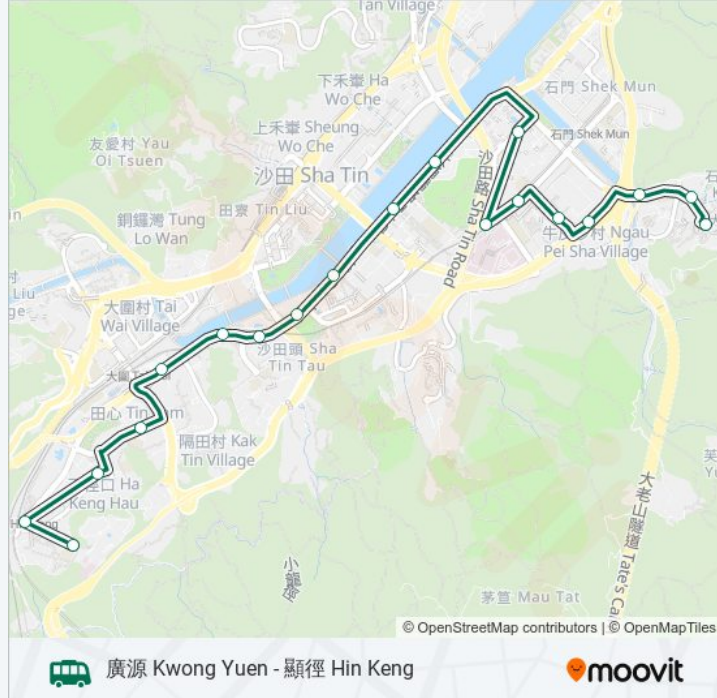 Tan Village
下禾輋 Ha
Wo Che
石門 Shek Mun
上禾輋 Sheung
Wo Che
石門 Shek Mun
友愛村 Yau
Oi Tsuen
沙田 Sha Tin
沙田路 Sha Tin Road
田寮 Tin Liu
銅鑼灣 Tung
Lo Wan
村 Ngau
Pei Sha Village
Liu
大圍村 Tai
Wai Village
沙田頭 Sha
Tin Tau
大圍
田心 Tin
隔田村 Kak
Tin Village
Ha
Keng Hau
大老山隧道 Tate's
茅笪 Mau Tat
© OpenStreetMap contributors | © OpenMapTiles
廣源 Kwong Yuen - 顯徑 Hin Keng
moovit